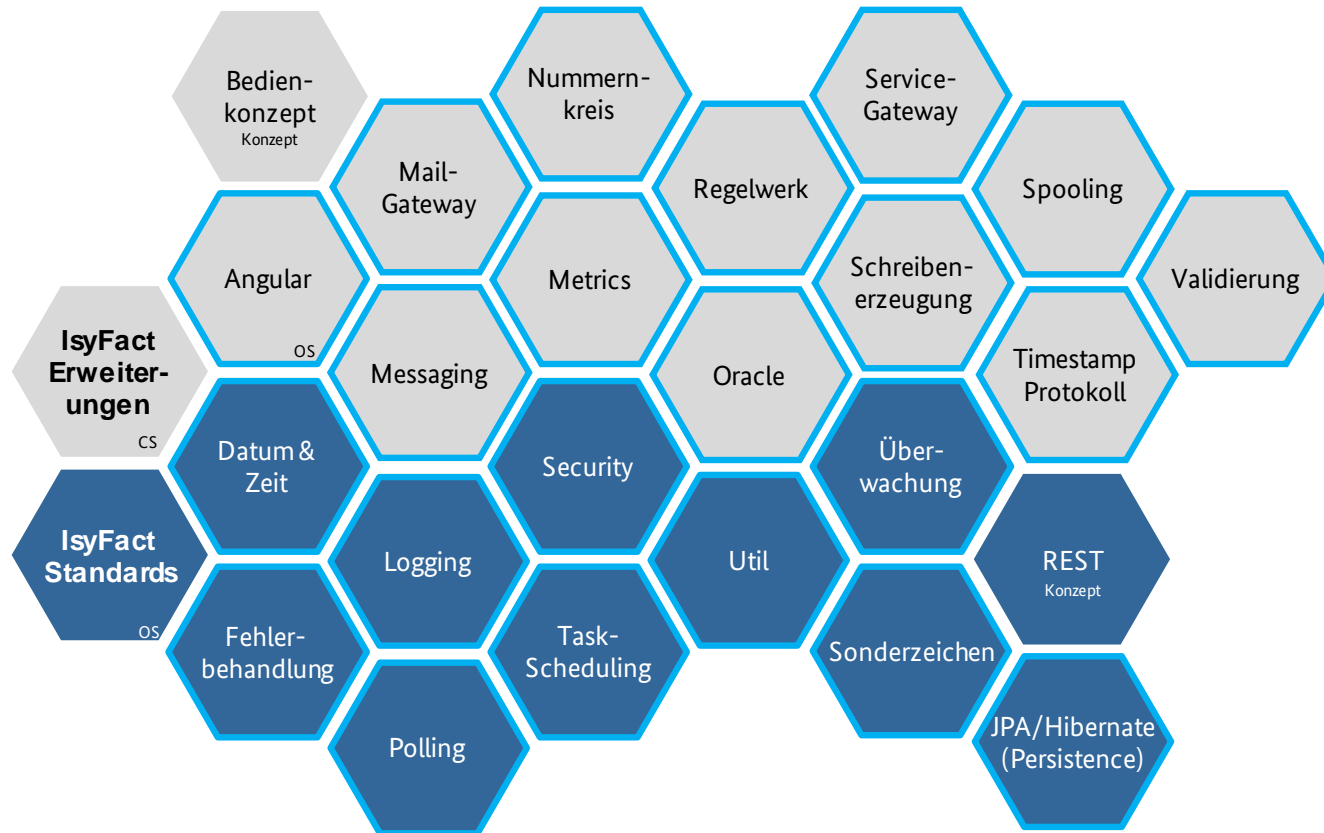 Bedien-
konzept
Konzept
Nummern-
kreis
Service-
Gateway
Mail-
Gateway
Regelwerk
Spooling
Angular
OS
Metrics
Schreiben-
erzeugung
Validierung
IsyFact
Erweiter-
ungen
CS
Messaging
Oracle
Timestamp
Protokoll
Datum & Zeit
Security
Über-
wachung
IsyFact
Standards
OS
Logging
Util
REST
Konzept
Fehler-
behandlung
Task-
Scheduling
Sonderzeichen
Polling
JPA/Hibernate
(Persistence)